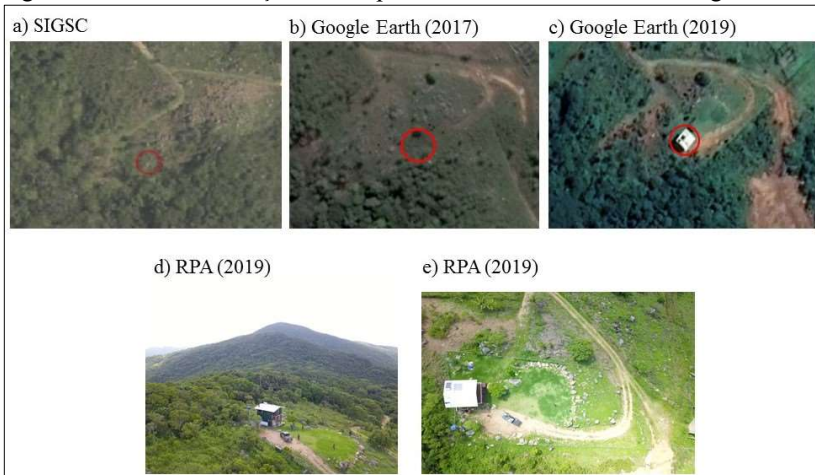 a) SIGSC
b) Google Earth (2017)
c) Google Earth (2019)
d) RPA (2019)
e) RPA (2019)